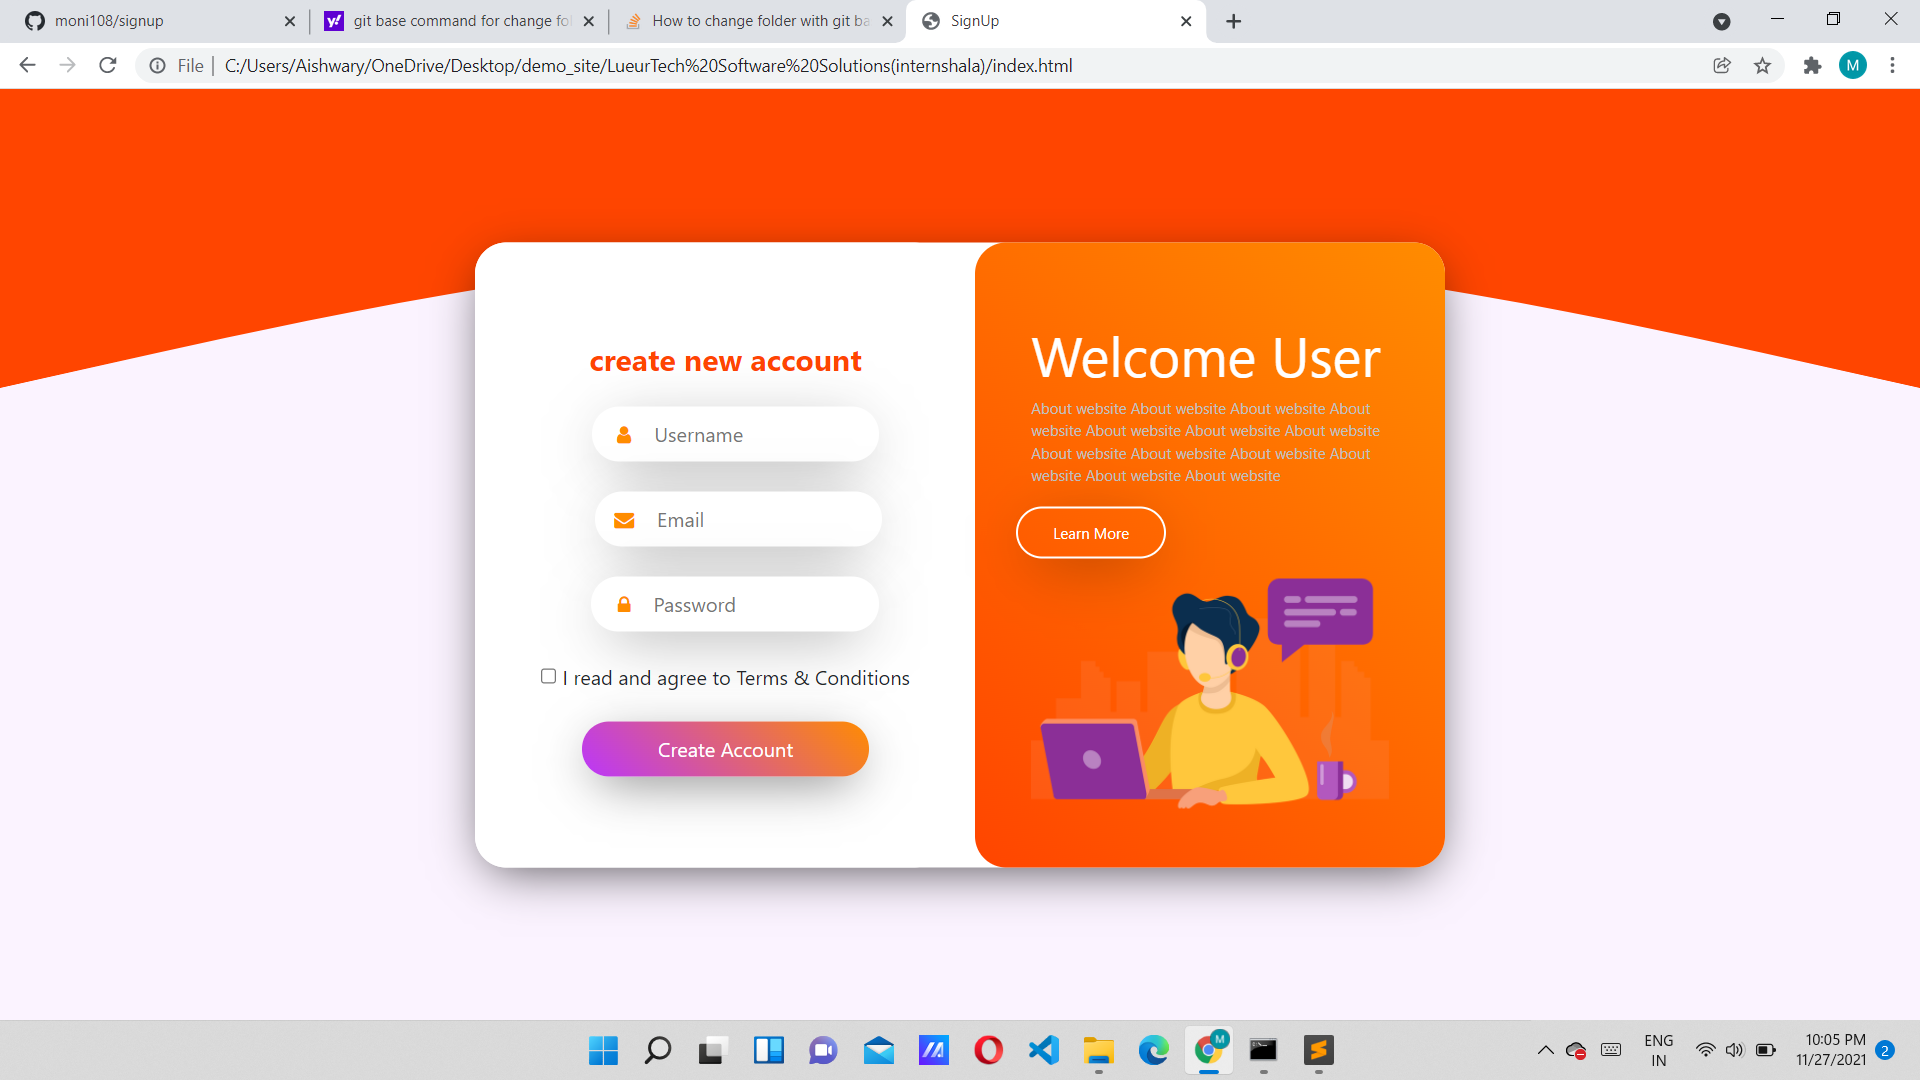 moni108/signup
git base command for change fol
How to change folder with git ba
SignUp
File
C:/Users/Aishwary/OneDrive/Desktop/demo_site/LueurTech%20Software%20Solutions(internshala)/index.html
M
create new account
Username
Email
Password
I read and agree to Terms & Conditions
Create Account
Welcome User
About website About website About website About
website About website About website About website
About website About website About website About
website About website About website
Learn More
M
ENG
IN
10:05 PM
11/27/2021
2